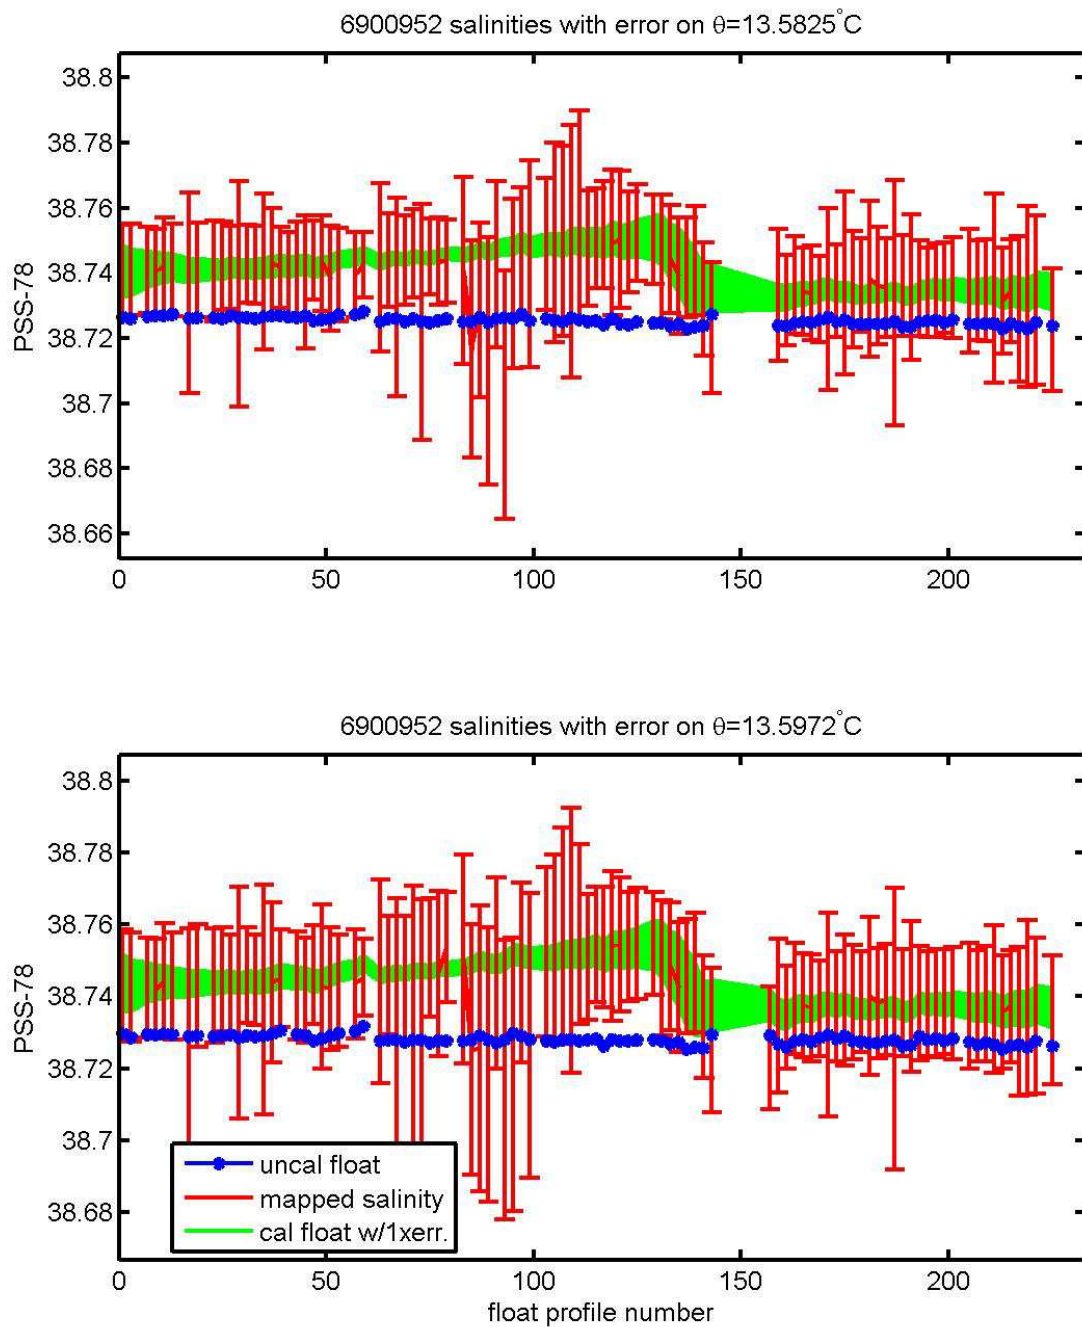 6900952 salinities with error on θ=13.5825°C
38.8
38.78
38.76
38.74
38.72
38.7
38.68
38.66
PSS-78
0 50 100 150 200
6900952 salinities with error on θ=13.5972°C
38.8
38.78
38.76
38.74
38.72
38.7
38.68
PSS-78
uncal float
mapped salinity
cal float w/1xerr.
0 50 100 150 200
float profile number